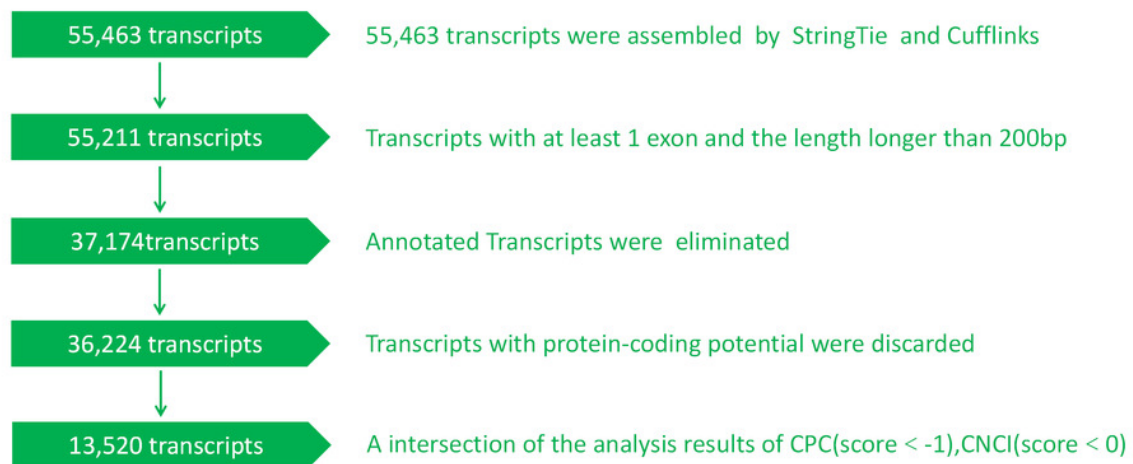 55,463 transcripts
55,463 transcripts were assembled by StringTie and Cufflinks
55,211 transcripts
Transcripts with at least 1 exon and the length longer than 200bp
37,174transcripts
Annotated Transcripts were eliminated
36,224 transcripts
Transcripts with protein-coding potential were discarded
13,520 transcripts
A intersection of the analysis results of CPC(score < -1),CNCI(score < 0)